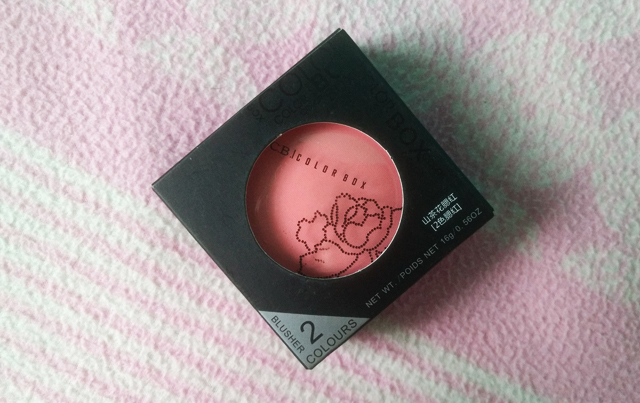 C.B.I COLOR BOX
山茶花腮红
[2色腮红]
NET WT. /POIDS NET 16g 0.56OZ
BLUSHER
2
COLOURS